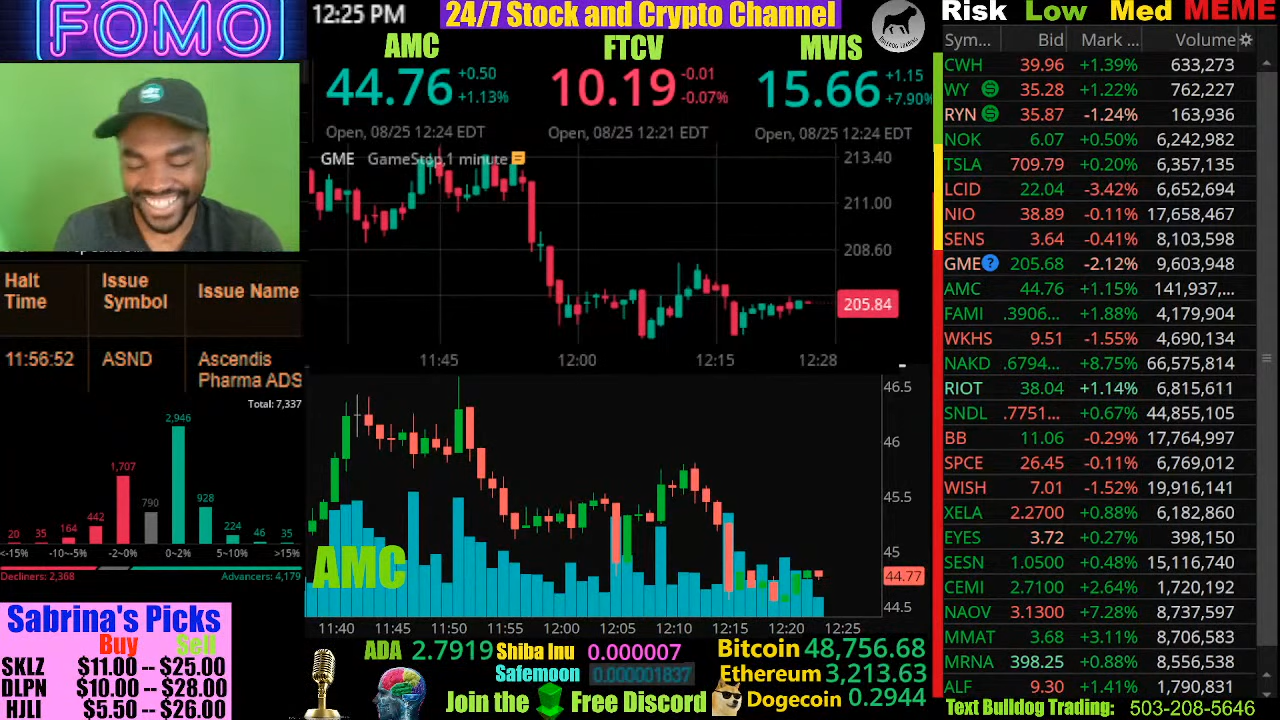 FOMO
12:25 PM
24/7 Stock and Crypto Channel
AMC
44.76 +0.50 +1.13%
Open, 08/25 12:24 EDT
FTCV
10.19 -0.01 -0.07%
Open, 08/25 12:21 EDT
MVIS
15.66 +1.15 +7.90%
Open, 08/25 12:24 EDT
Risk Low Med MEME
Sym... Bid Mark ... Volume
CWH 39.96 +1.39% 633,273
WY 35.28 +1.22% 762,227
RYN 35.87 -1.24% 163,936
NOK 6.07 +0.50% 6,242,982
TSLA 709.79 +0.20% 6,357,135
LCID 22.04 -3.42% 6,652,694
NIO 38.89 -0.11% 17,658,467
SENS 3.64 -0.41% 8,103,598
GME ? 205.68 -2.12% 9,603,948
AMC 44.76 +1.15% 141,937,...
FAMI .3906... +1.88% 4,179,904
WKHS 9.51 -1.55% 4,690,134
NAKD .6794... +8.75% 66,575,814
RIOT 38.04 +1.14% 6,815,611
SNDL .7751... +0.67% 44,855,105
BB 11.06 -0.29% 17,764,997
SPCE 26.45 -0.11% 6,769,012
WISH 7.01 -1.52% 19,916,141
XELA 2.2700 +0.88% 6,182,860
EYES 3.72 +0.27% 398,150
SESN 1.0500 +0.48% 15,116,740
CEMI 2.7100 +2.64% 1,720,192
NAOV 3.1300 +7.28% 8,737,597
MMAT 3.68 +3.11% 8,706,583
MRNA 398.25 +0.88% 8,556,538
ALF 9.30 +1.41% 1,790,831
Text Bulldog Trading: 503-208-5646
GME GameStop,1 minute
213.40
211.00
208.60
205.84
11:45 12:00 12:15 12:28
Halt Time Issue Symbol Issue Name
11:56:52 ASND Ascendis Pharma ADS
Total: 7,337
20 35 164 442 1,707 790 2,946 928 224 46 35
<-15% -10~-5% -2~0% 0~2% 5~10% >15%
Decliners: 2,368 Advancers: 4,179
AMC
46.5
46
45.5
45
44.77
44.5
11:40 11:45 11:50 11:55 12:00 12:05 12:10 12:15 12:20 12:25
Sabrina's Picks
Buy Sell
SKLZ $11.00 -- $25.00
DLPN $10.00 -- $28.00
HJLI $5.50 -- $26.00
ADA 2.7919 Shiba Inu 0.000007
Safemoon 0.000001837
Join the Free Discord
Bitcoin 48,756.68
Ethereum 3,213.63
Dogecoin 0.2944